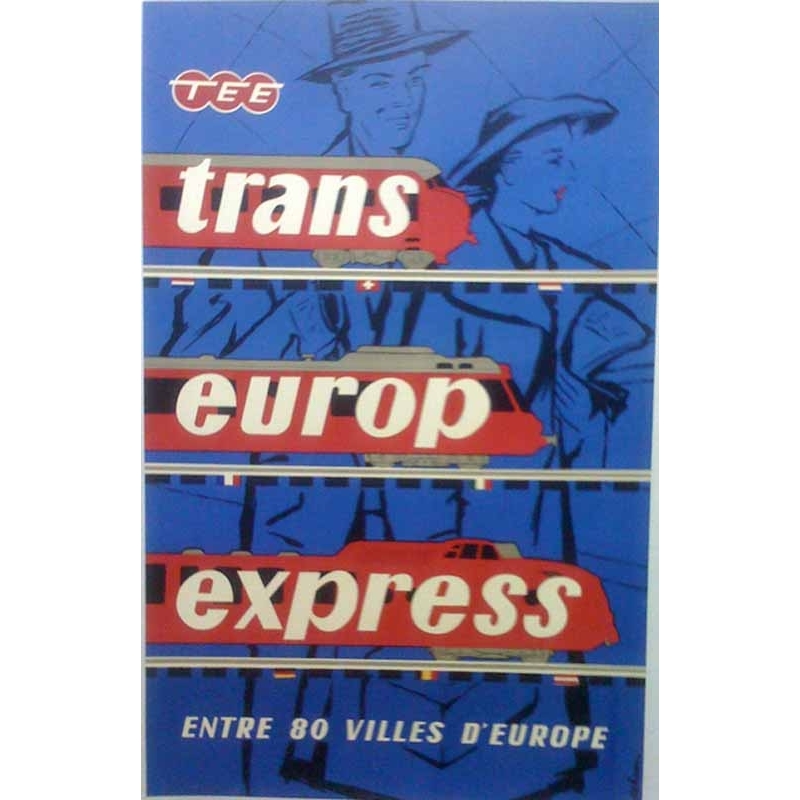 TEE
trans
europ
express
ENTRE 80 VILLES D'EUROPE